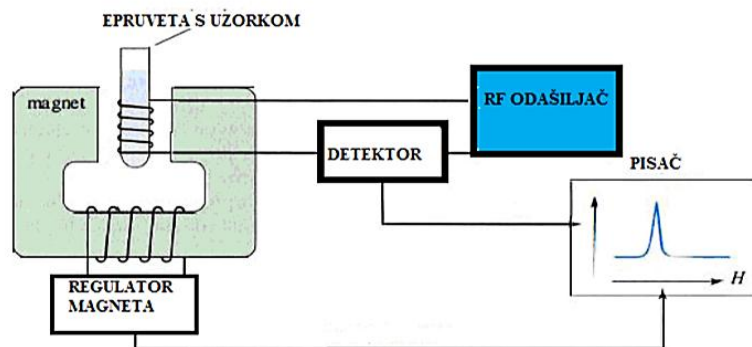 EPRUVETA S UZORKOM
magnet
RF ODAŠILJAČ
DETEKTOR
PISAČ
H
REGULATOR
MAGNETA